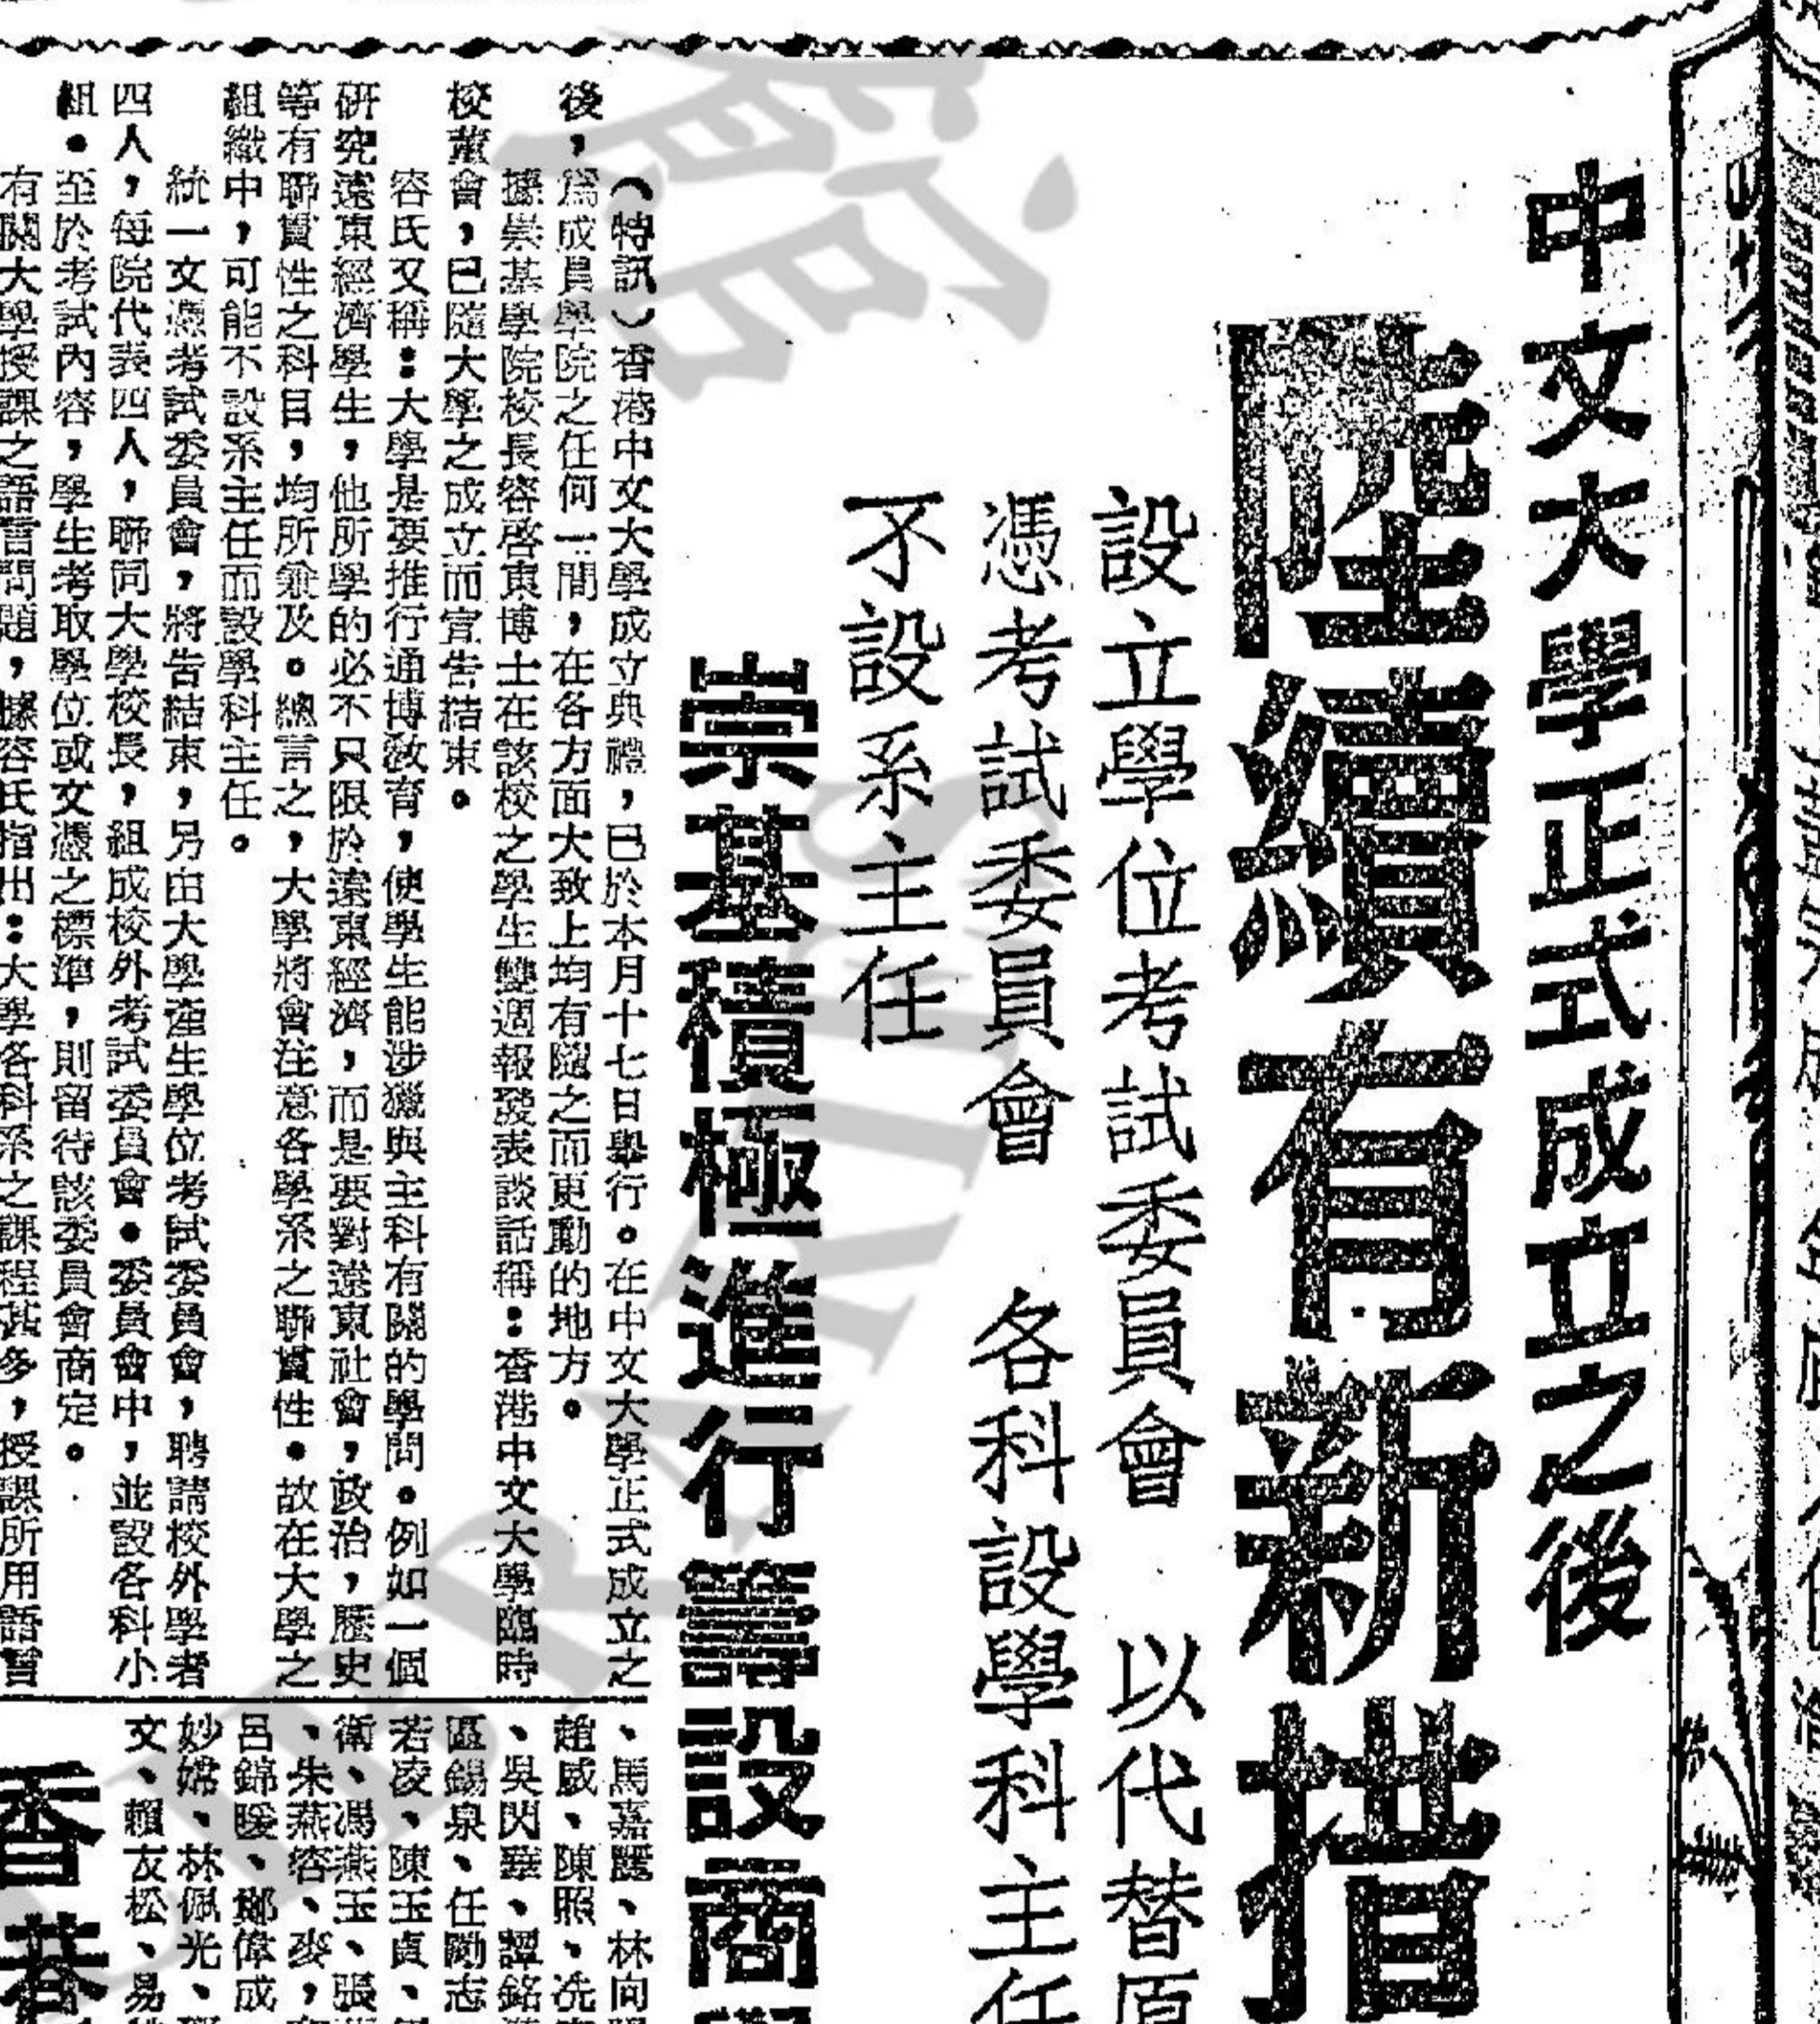 中文大學正式成立之後
陸續有新措
設立學位考試委員會 以代替原
憑考試委員會 各科設學科主任
不設系主任
崇基積極進行籌設商
(特訊)香港中文大學成立典禮,已於本月十七日舉行。在中文大學正式成立之
後,爲成員學院之任何一間,在各方面大致上均有隨之而更動的地方。
據崇基學院校長容啓東博士在該校之學生雙週報發表談話稱:香港中文大學臨時
校董會,已隨大學之成立而宣告結束。
容氏又稱:大學是要推行通博敎育,使學生能涉獵與主科有關的學問。例如一個
研究遠東經濟學生,他所學的必不只限於遠東經濟,而是要對遠東社會,政治,歷史
等有聯貫性之科目,均所兼及。總言之,大學將會注意各學系之聯貫性。故在大學之
組織中,可能不設系主任而設學科主任。
統一文憑考試委員會,將告結束,另由大學產生學位考試委員會,聘請校外學者
四人,每院代表四人,聯同大學校長,組成校外考試委員會。委員會中,並設各科小
組。至於考試內容,學生考取學位或文憑之標準,則留待該委員會商定。
有關大學授課之語言問題,據容氏指出:大學各科系之課程甚多,授課所用語言
、馬嘉麗、林向
趙威、陳照、冼
、吳閃華、譚銘
區錫泉、任勵志
若凌、陳玉貞、
衛、馮燕玉、張
、朱燕容、麥,
呂錦暖、鄭偉成
妙嫦、林佩光、
文、賴友松、易
香港